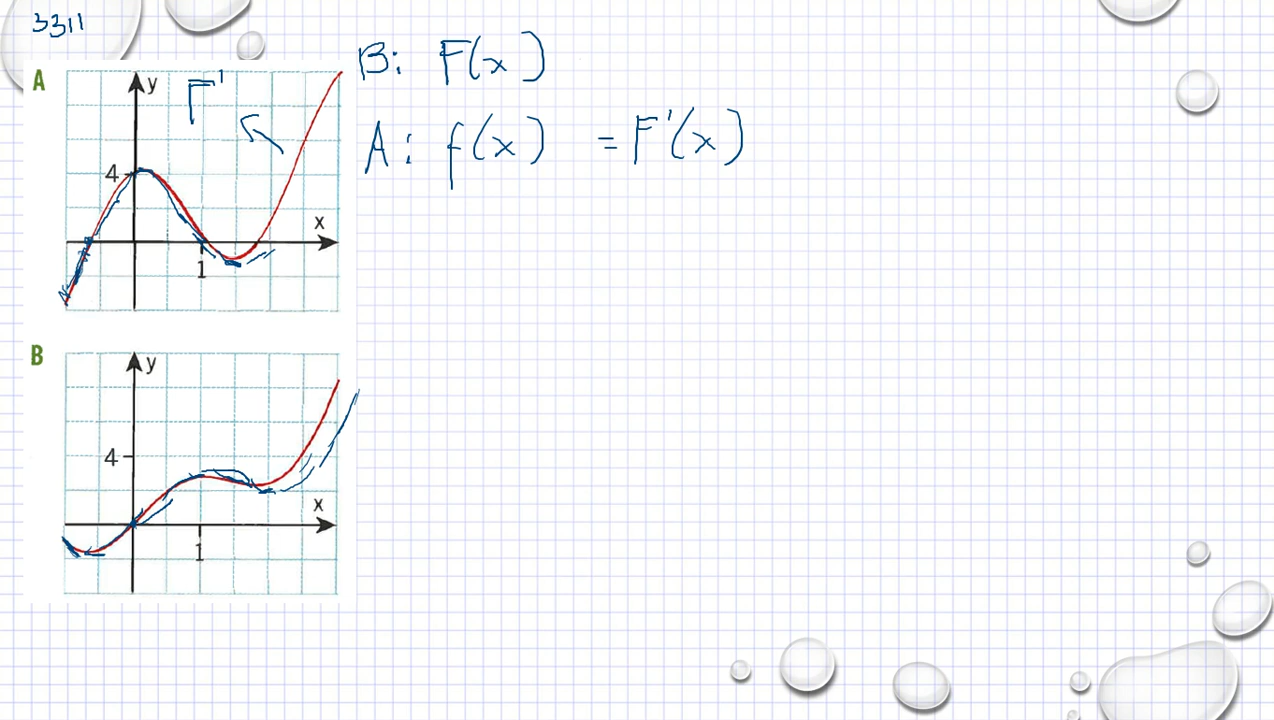 3311
B: F(x)
A y F'
A: f(x) = F'(x)
4
x
1
B y
4
x
1